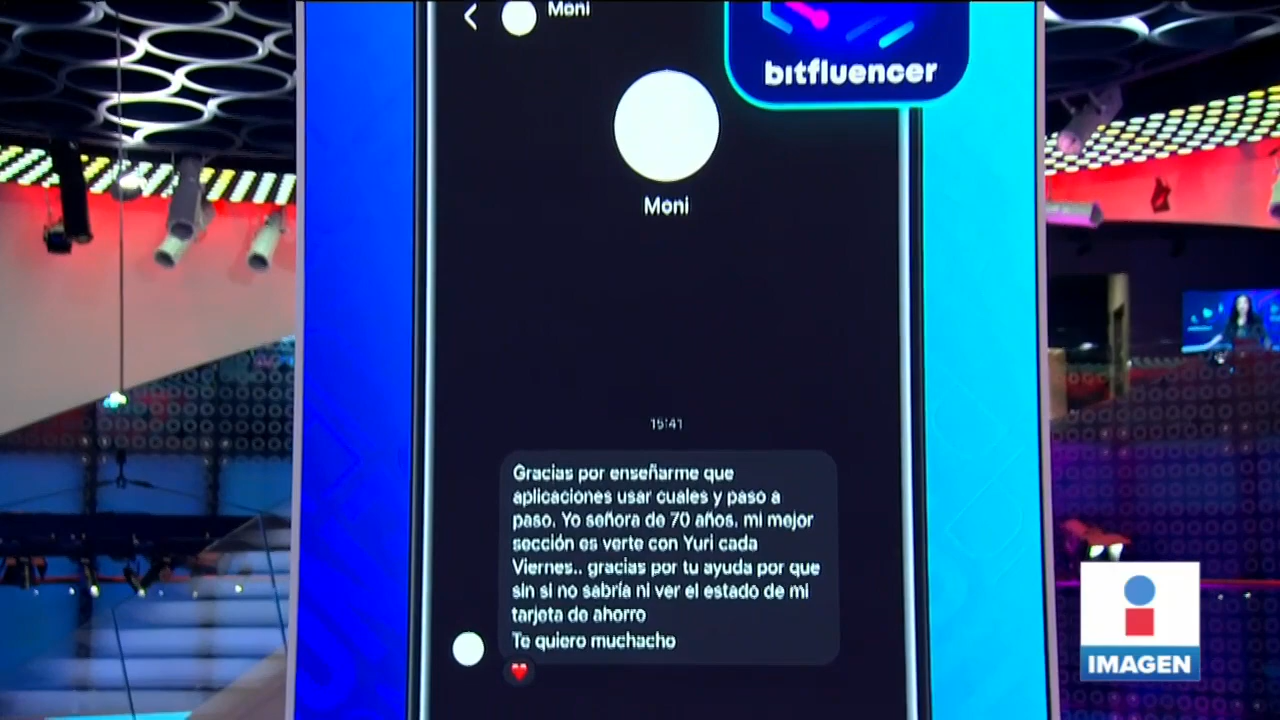 Moni
bitfluencer
Moni
15:41
Gracias por enseñarme que
aplicaciones usar cuales y paso a
paso. Yo señora de 70 años. mi mejor
sección es verte con Yuri cada
Viernes.. gracias por tu ayuda por que
sin si no sabría ni ver el estado de mi
tarjeta de ahorro
Te quiero muchacho
IMAGEN